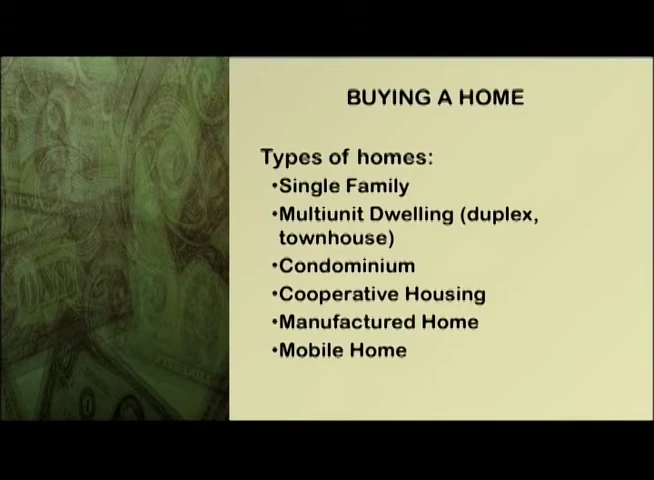 BUYING A HOME
Types of homes:
•Single Family
•Multiunit Dwelling (duplex,
townhouse)
•Condominium
•Cooperative Housing
•Manufactured Home
•Mobile Home